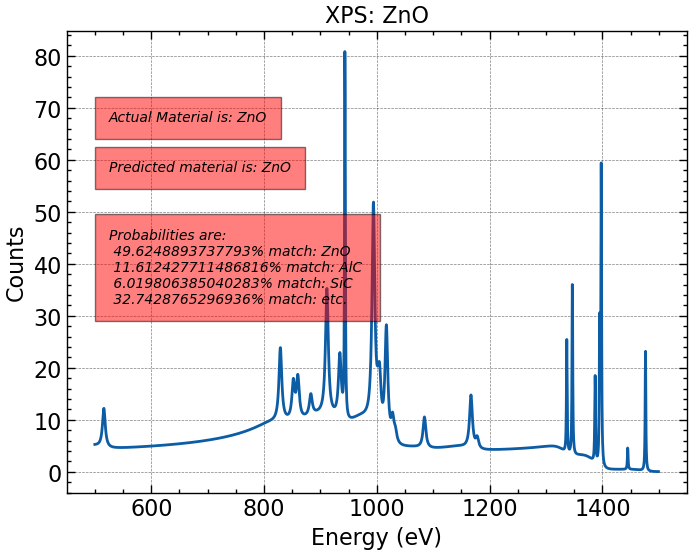 XPS: ZnO
80
70
60
50
40
30
20
10
0
Counts
Actual Material is: ZnO
Predicted material is: ZnO
Probabilities are:
49.6248893737793% match: ZnO
11.612427711486816% match: AlC
6.019806385040283% match: SiC
32.74287652969360% match: etc.
600 800 1000 1200 1400
Energy (eV)